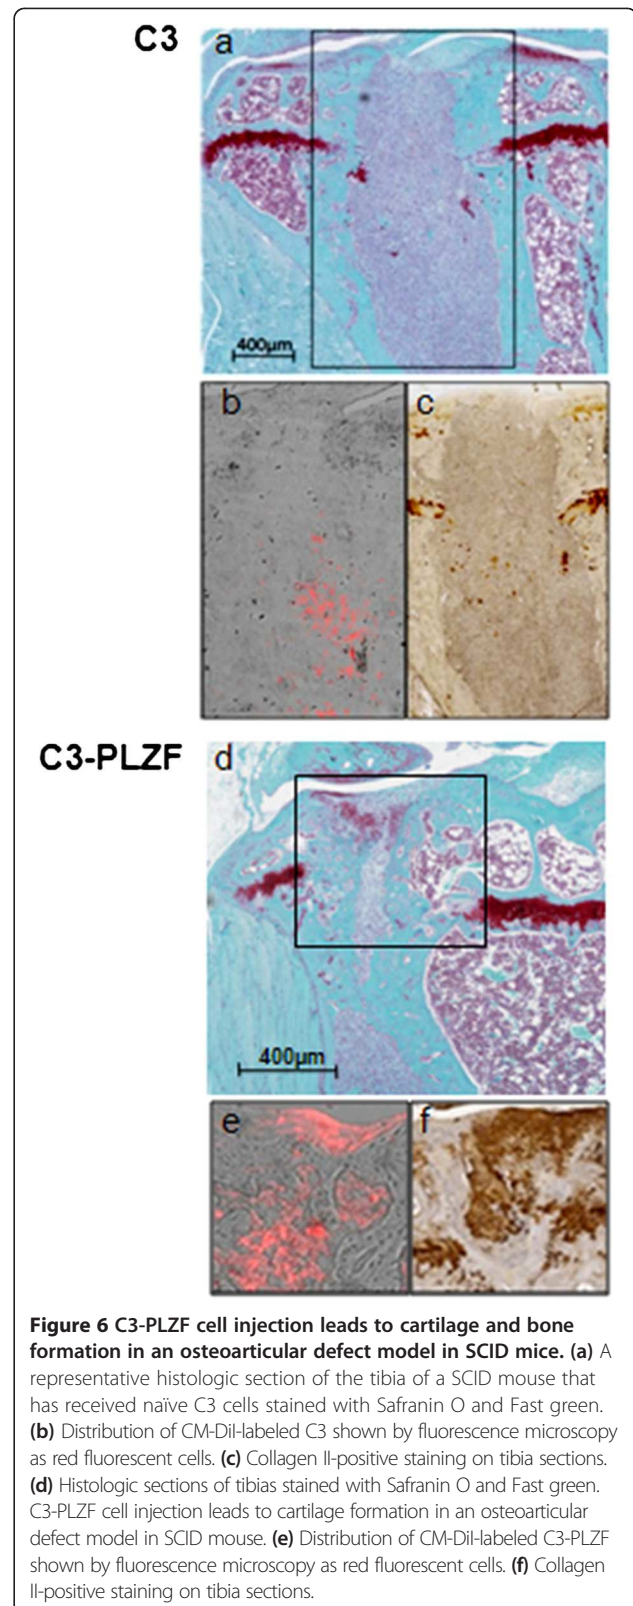 C3
a
400µm
b
c
C3-PLZF
d
400µm
e
f
Figure 6 C3-PLZF cell injection leads to cartilage and bone
formation in an osteoarticular defect model in SCID mice. (a) A
representative histologic section of the tibia of a SCID mouse that
has received naïve C3 cells stained with Safranin O and Fast green.
(b) Distribution of CM-DiI-labeled C3 shown by fluorescence microscopy
as red fluorescent cells. (c) Collagen II-positive staining on tibia sections.
(d) Histologic sections of tibias stained with Safranin O and Fast green.
C3-PLZF cell injection leads to cartilage formation in an osteoarticular
defect model in SCID mouse. (e) Distribution of CM-DiI-labeled C3-PLZF
shown by fluorescence microscopy as red fluorescent cells. (f) Collagen
II-positive staining on tibia sections.